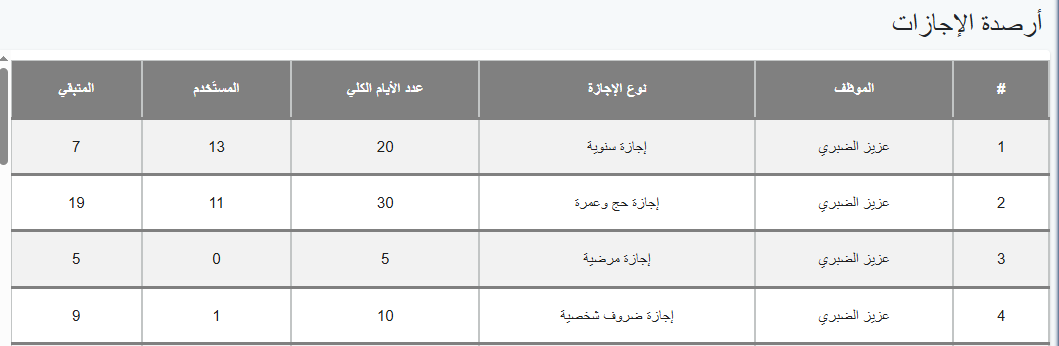 أرصدة الإجازات
# الموظف نوع الإجازة عدد الأيام الكلي المستخدم المتبقي
1 عزيز الضبري إجازة سنوية 20 13 7
2 عزيز الضبري إجازة حج وعمرة 30 11 19
3 عزيز الضبري إجازة مرضية 5 0 5
4 عزيز الضبري إجازة ضروف شخصية 10 1 9